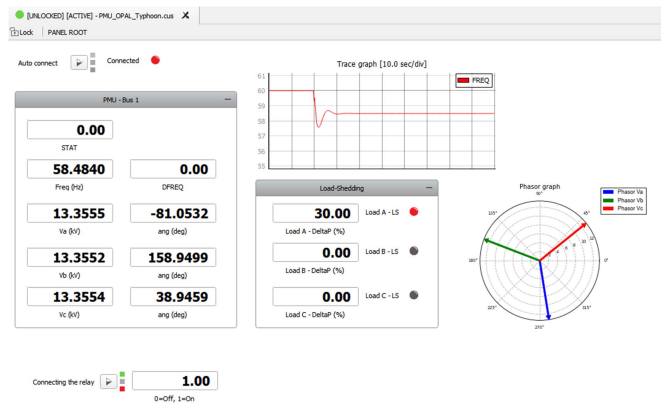 [UNLOCKED] [ACTIVE] - PMU_OPAL_Typhoon.cus X
Lock PANEL ROOT
Auto connect Connected
Trace graph [10.0 sec/div]
FREQ
61
60
59
58
57
56
55
PMU - Bus 1
0.00
STAT
58.4840 0.00
Freq (Hz) DFREQ
13.3555 -81.0532
Va (kV) ang (deg)
13.3552 158.9499
Vb (kV) ang (deg)
13.3554 38.9459
Vc (kV) ang (deg)
Load-Shedding
30.00 Load A - LS
Load A - DeltaP (%)
0.00 Load B - LS
Load B - DeltaP (%)
0.00 Load C - LS
Load C - DeltaP (%)
Phasor graph
Phasor Va
Phasor Vb
Phasor Vc
90°
135° 45°
4 6 8 10 12
180° 0°
225° 315°
270°
Connecting the relay 1.00
0=Off, 1=On